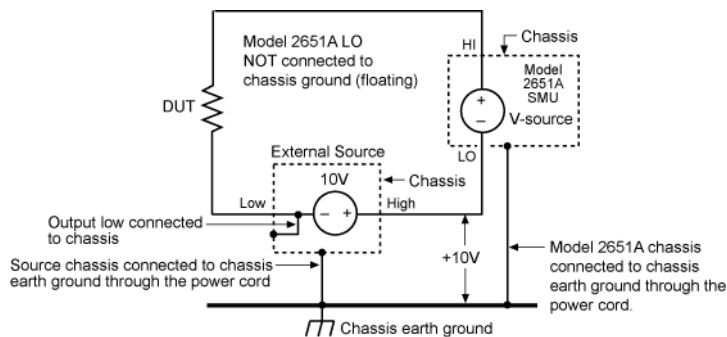 Model 2651A LO
NOT connected to
chassis ground (floating)
HI
Chassis
Model
2651A
SMU
+
V-source
−
LO
DUT
External Source
10V
Chassis
Low
− +
High
Output low connected
to chassis
+10V
Source chassis connected to chassis
earth ground through the power cord
Model 2651A chassis
connected to chassis
earth ground through the
power cord.
Chassis earth ground